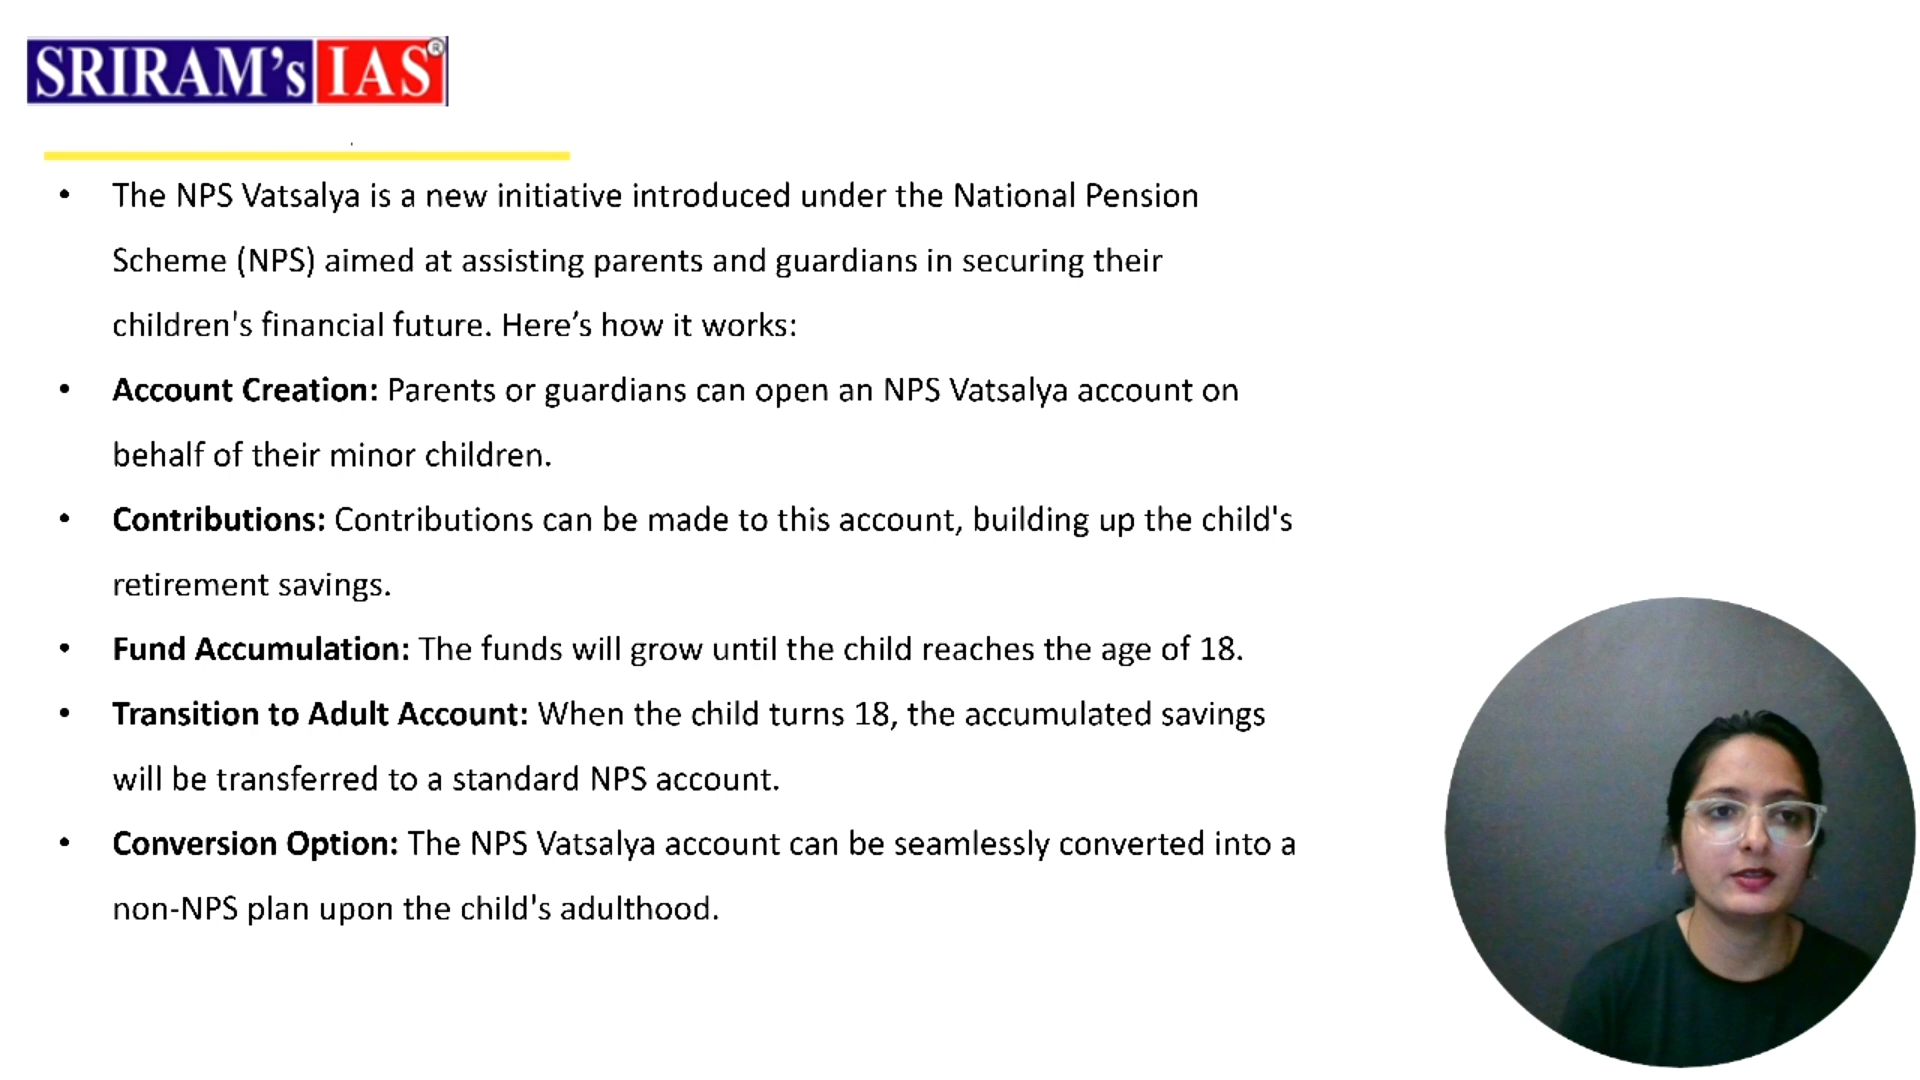 SRIRAM's IAS ®
• The NPS Vatsalya is a new initiative introduced under the National Pension
Scheme (NPS) aimed at assisting parents and guardians in securing their
children's financial future. Here’s how it works:
• Account Creation: Parents or guardians can open an NPS Vatsalya account on
behalf of their minor children.
• Contributions: Contributions can be made to this account, building up the child's
retirement savings.
• Fund Accumulation: The funds will grow until the child reaches the age of 18.
• Transition to Adult Account: When the child turns 18, the accumulated savings
will be transferred to a standard NPS account.
• Conversion Option: The NPS Vatsalya account can be seamlessly converted into a
non-NPS plan upon the child's adulthood.